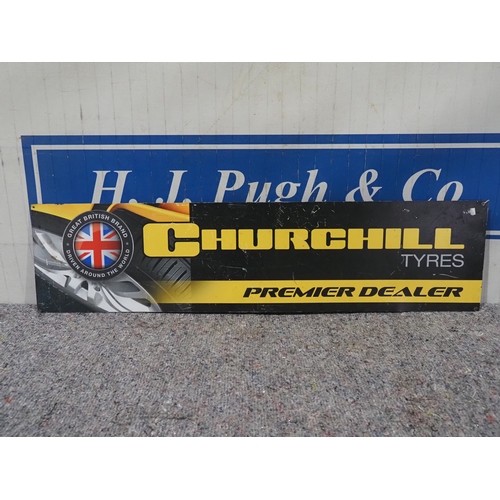 H. J. Pugh & Co
GREAT BRITISH BRAND
DRIVEN AROUND THE WORLD
CHURCHILL
TYRES
PREMIER DEALER